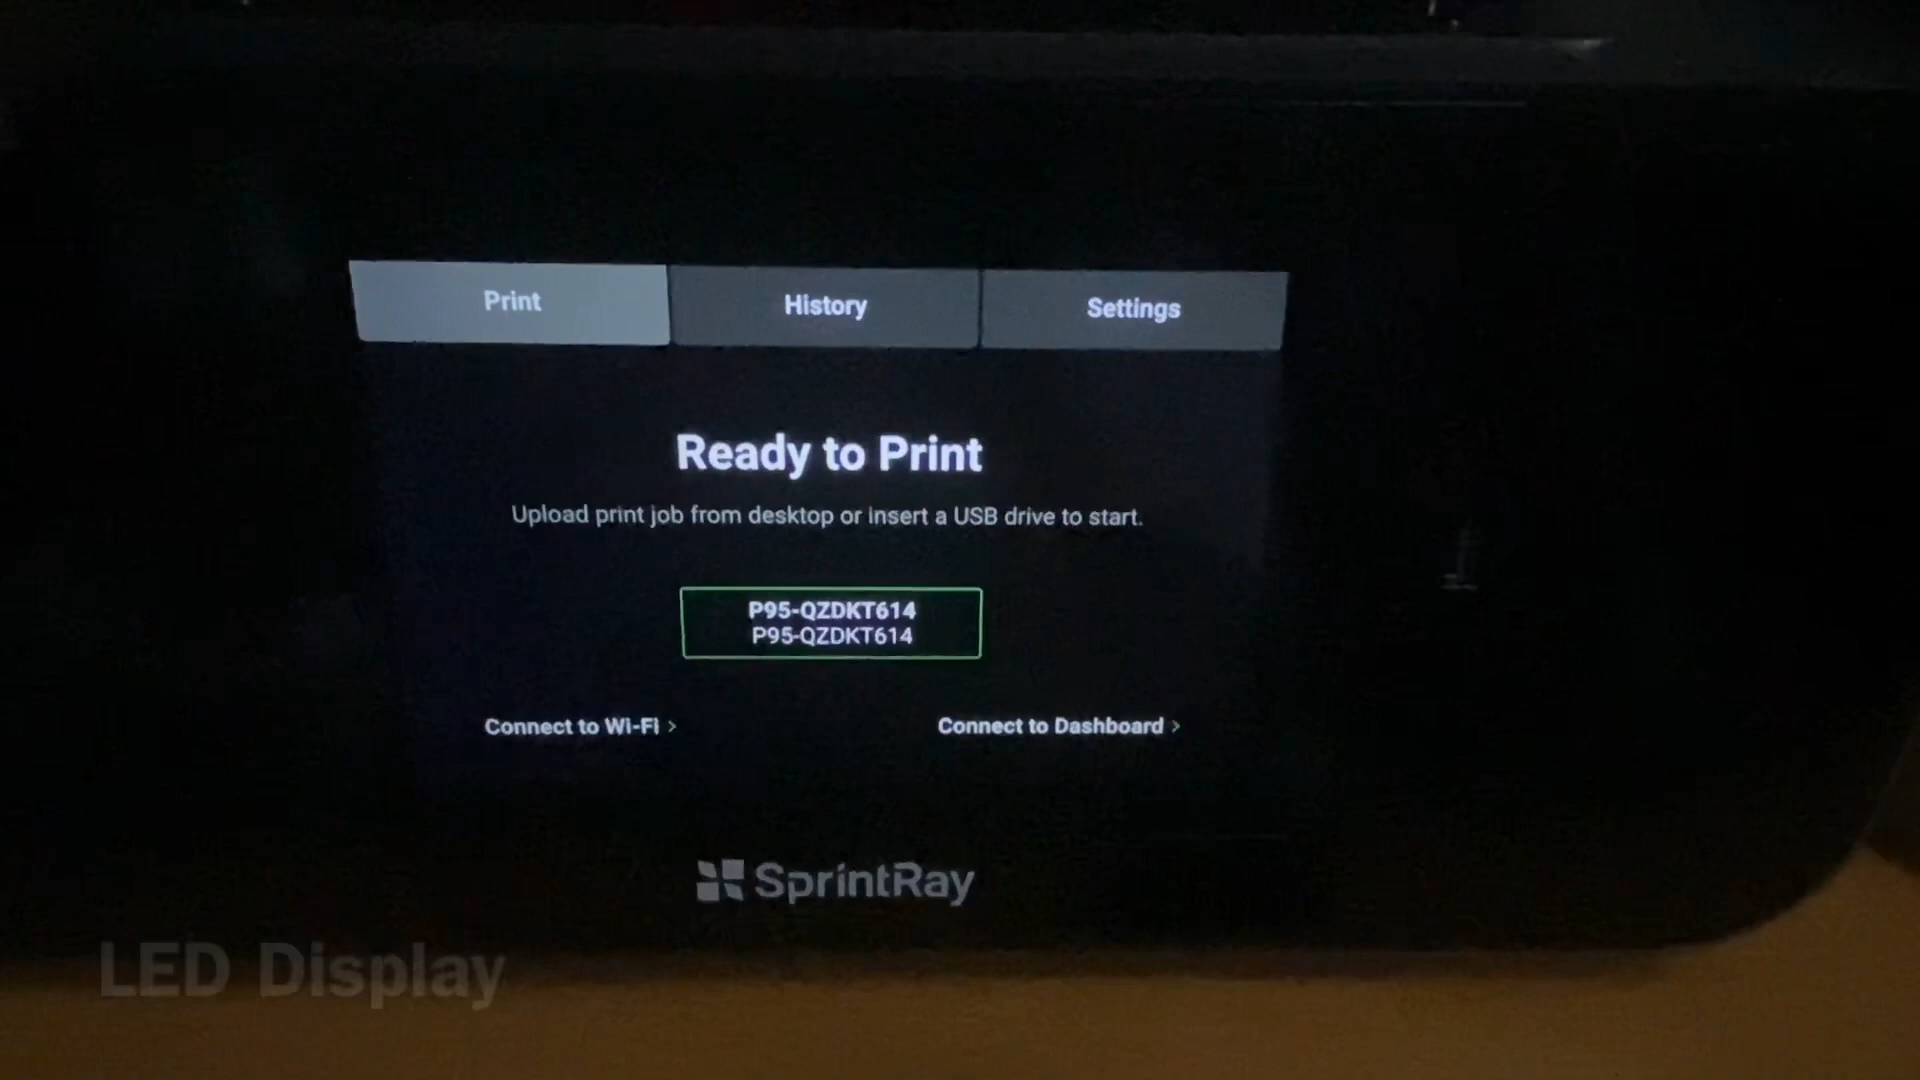 Print
History
Settings
Ready to Print
Upload print job from desktop or insert a USB drive to start.
P95-QZDKT614
P95-QZDKT614
Connect to Wi-Fi >
Connect to Dashboard >
SprintRay
LED Display